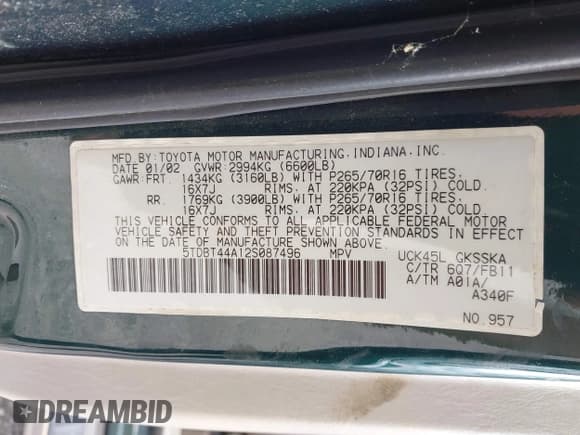 MFD.BY:TOYOTA MOTOR MANUFACTURING,INDIANA,INC.
DATE 01/02 GVWR:2994KG (6600LB)
GAWR:FRT. 1434KG (3160LB) WITH P265/70R16 TIRES.
16X7J RIMS. AT 220KPA (32PSI) COLD.
RR. 1769KG (3900LB) WITH P265/70R16 TIRES.
16X7J RIMS. AT 220KPA (32PSI) COLD.
THIS VEHICLE CONFORMS TO ALL APPLICABLE FEDERAL MOTOR
VEHICLE SAFETY AND THEFT PREVENTION STANDARDS IN EFFECT
ON THE DATE OF MANUFACTURE SHOWN ABOVE.
5TDBT44A12S087496 MPV UCK45L GKSSKA
C/TR 6Q7/FB11
A/TM A01A/
A340F
NO.957
DREAMBID